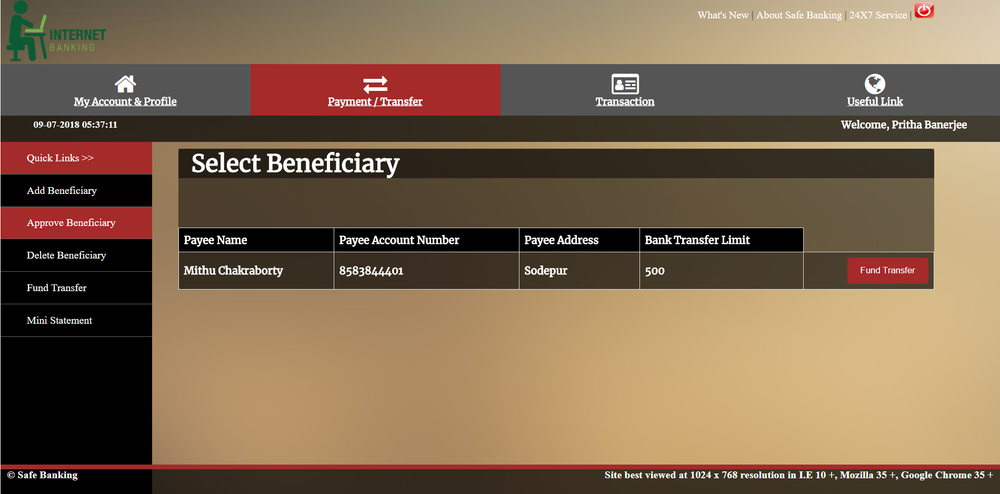 INTERNET
BANKING
What's New | About Safe Banking | 24X7 Service |
My Account & Profile
Payment / Transfer
Transaction
Useful Link
09-07-2018 05:37:11
Welcome, Pritha Banerjee
Quick Links >>
Add Beneficiary
Approve Beneficiary
Delete Beneficiary
Fund Transfer
Mini Statement
Select Beneficiary
Payee Name Payee Account Number Payee Address Bank Transfer Limit
Mithu Chakraborty 8583844401 Sodepur 500 Fund Transfer
© Safe Banking
Site best viewed at 1024 x 768 resolution in I.E 10 +, Mozilla 35 +, Google Chrome 35 +